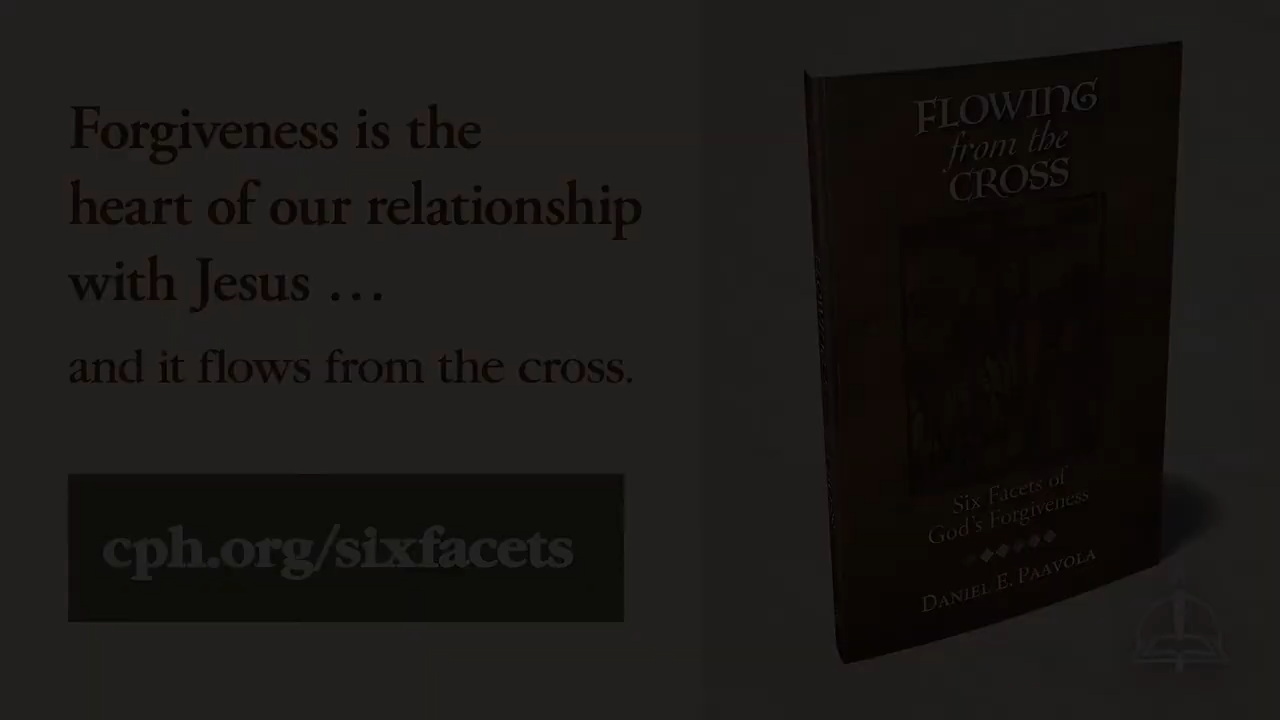 Forgiveness is the
heart of our relationship
with Jesus …
and it flows from the cross.
cph.org/sixfacets
FLOWING
from the
CROSS
Six Facets of
God's Forgiveness
DANIEL E. PAAVOLA